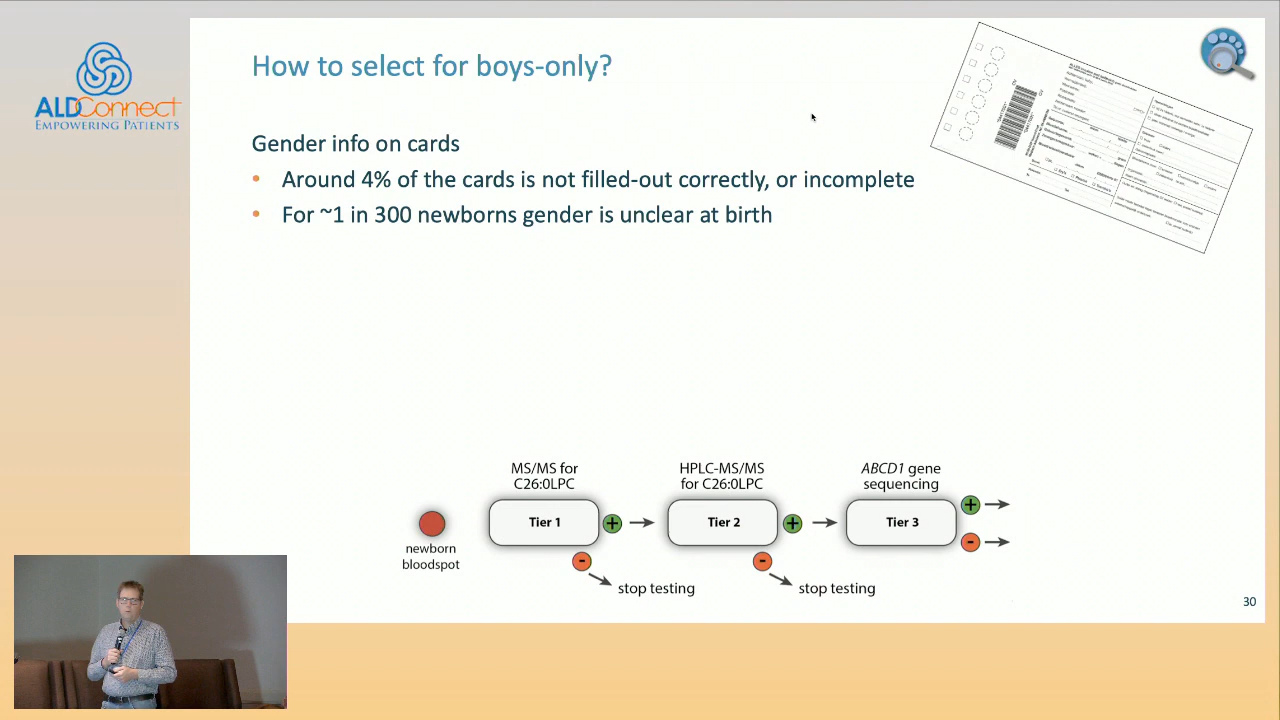 ALDConnect
EMPOWERING PATIENTS
How to select for boys-only?
Gender info on cards
• Around 4% of the cards is not filled-out correctly, or incomplete
• For ~1 in 300 newborns gender is unclear at birth
newborn
bloodspot
MS/MS for
C26:0LPC
Tier 1
+
-
stop testing
HPLC-MS/MS
for C26:0LPC
Tier 2
+
-
stop testing
ABCD1 gene
sequencing
Tier 3
+
-
30